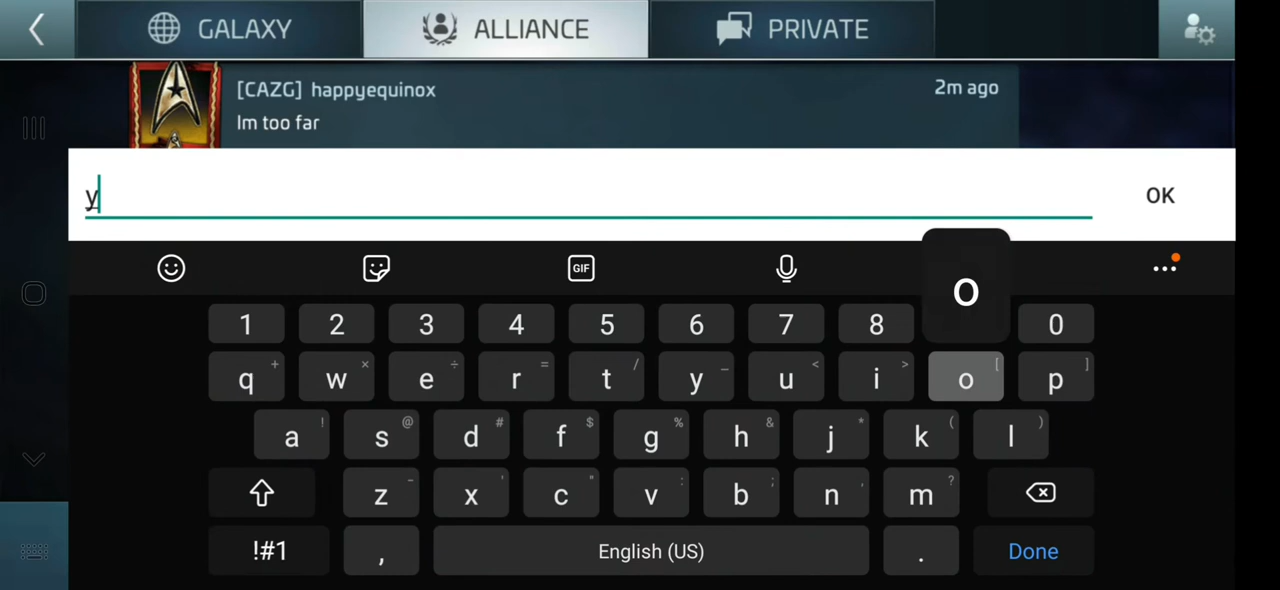 GALAXY
ALLIANCE
PRIVATE
[CAZG] happyequinox
2m ago
Im too far
y
OK
GIF
o
1 2 3 4 5 6 7 8 0
q + w × e ÷ r = t / y _ u < i > o [ p ]
a ! s @ d # f $ g % h & j * k ( l )
z - x ' c " v : b ; n , m ?
!#1 , English (US) . Done